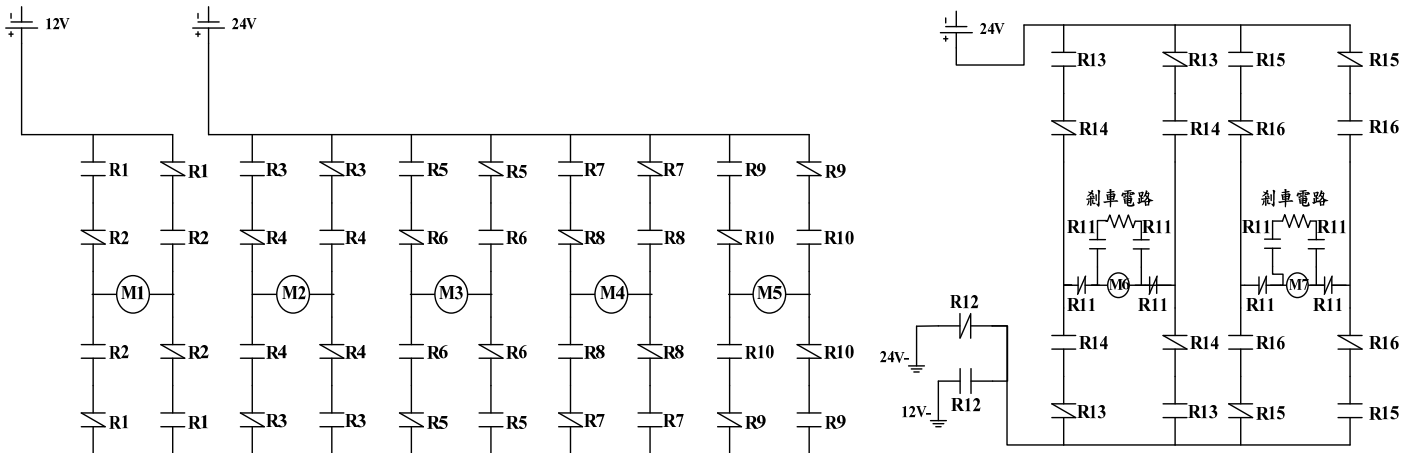 12V
24V
24V
R13 R13 R15 R15
R14 R14 R16 R16
R1 R1 R3 R3 R5 R5 R7 R7 R9 R9
R2 R2 R4 R4 R6 R6 R8 R8 R10 R10
剎車電路 剎車電路
R11 R11 R11 R11
M1 M2 M3 M4 M5
M6 M7
R11 R11 R11 R11
R12
24V-
12V-
R12
R2 R2 R4 R4 R6 R6 R8 R8 R10 R10
R14 R14 R16 R16
R1 R1 R3 R3 R5 R5 R7 R7 R9 R9
R13 R13 R15 R15